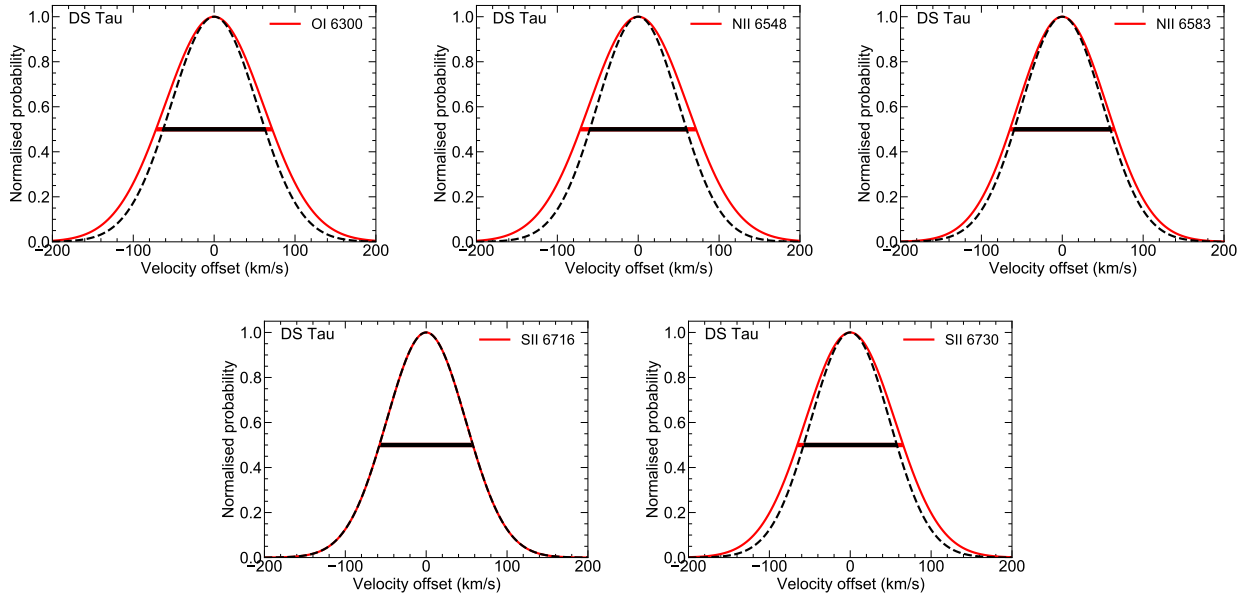 DS Tau
OI 6300
Normalised probability
1.0
0.8
0.6
0.4
0.2
0.0
−200
−100
0
100
200
Velocity offset (km/s)
DS Tau
NII 6548
Normalised probability
1.0
0.8
0.6
0.4
0.2
0.0
−200
−100
0
100
200
Velocity offset (km/s)
DS Tau
NII 6583
Normalised probability
1.0
0.8
0.6
0.4
0.2
0.0
−200
−100
0
100
200
Velocity offset (km/s)
DS Tau
SII 6716
Normalised probability
1.0
0.8
0.6
0.4
0.2
0.0
−200
−100
0
100
200
Velocity offset (km/s)
DS Tau
SII 6730
Normalised probability
1.0
0.8
0.6
0.4
0.2
0.0
−200
−100
0
100
200
Velocity offset (km/s)